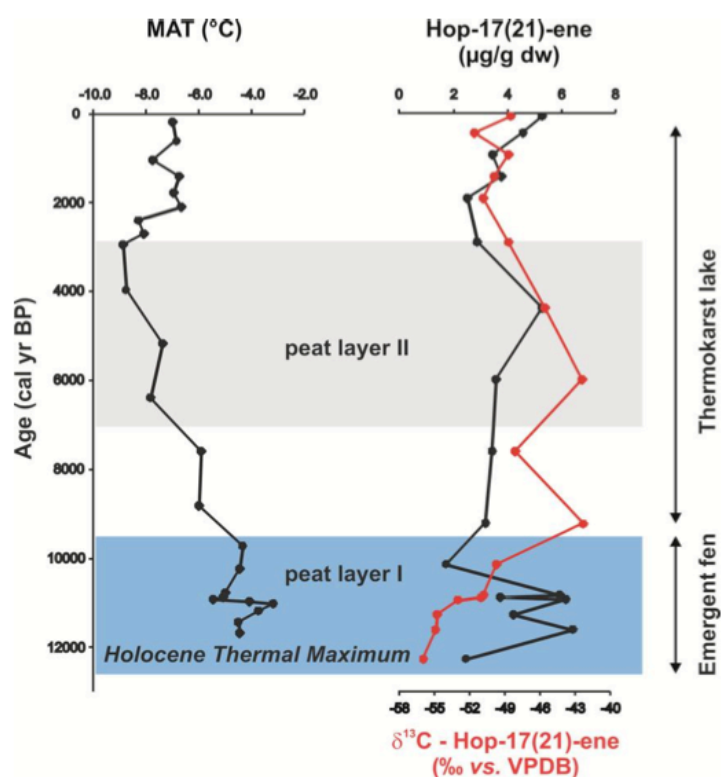 MAT (°C)
Hop-17(21)-ene
(µg/g dw)
-10.0 -8.0 -6.0 -4.0 -2.0
0 2 4 6 8
0
2000
4000
6000
8000
10000
12000
Age (cal yr BP)
peat layer II
peat layer I
Holocene Thermal Maximum
Thermokarst lake
Emergent fen
-58 -55 -52 -49 -46 -43 -40
δ¹³C - Hop-17(21)-ene
(‰ vs. VPDB)